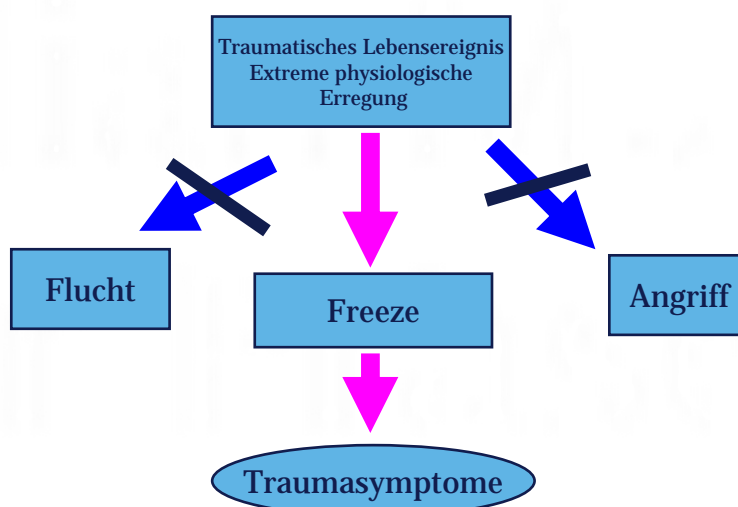 Traumatisches Lebensereignis
Extreme physiologische
Erregung
Flucht
Freeze
Angriff
Traumasymptome